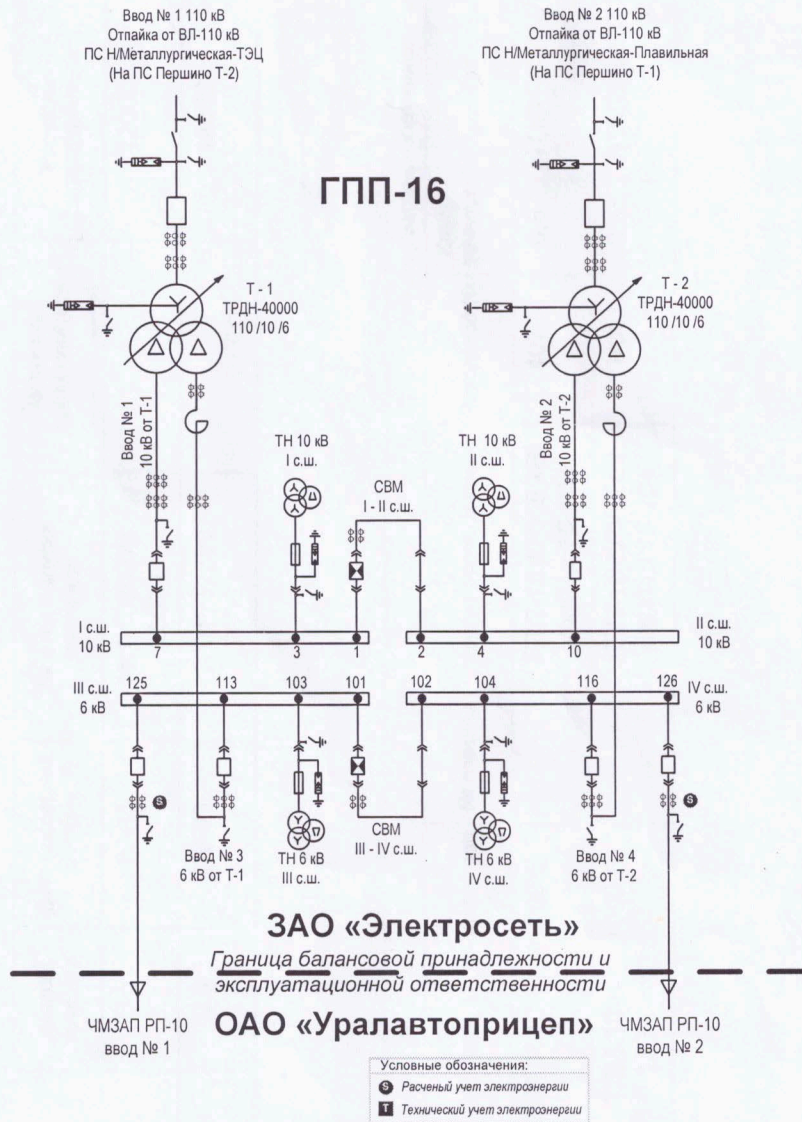 Ввод № 1 110 кВ
Отпайка от ВЛ-110 кВ
ПС Н/Металлургическая-ТЭЦ
(На ПС Першино Т-2)
Ввод № 2 110 кВ
Отпайка от ВЛ-110 кВ
ПС Н/Металлургическая-Плавильная
(На ПС Першино Т-1)
ГПП-16
Т - 1
ТРДН-40000
110 /10 /6
Т - 2
ТРДН-40000
110 /10 /6
Ввод № 1
10 кВ от Т-1
ТН 10 кВ
I с.ш.
СВМ
I - II с.ш.
ТН 10 кВ
II с.ш.
Ввод № 2
10 кВ от Т-2
I с.ш.
10 кВ
7
3
1
2
4
10
II с.ш.
10 кВ
III с.ш.
6 кВ
125
113
103
101
102
104
116
126
IV с.ш.
6 кВ
S
S
Ввод № 3
6 кВ от Т-1
ТН 6 кВ
III с.ш.
СВМ
III - IV с.ш.
ТН 6 кВ
IV с.ш.
Ввод № 4
6 кВ от Т-2
ЗАО «Электросеть»
Граница балансовой принадлежности и
эксплуатационной ответственности
ОАО «Уралавтоприцеп»
ЧМЗАП РП-10
ввод № 1
ЧМЗАП РП-10
ввод № 2
Условные обозначения:
S Расченый учет электроэнергии
T Технический учет электроэнергии